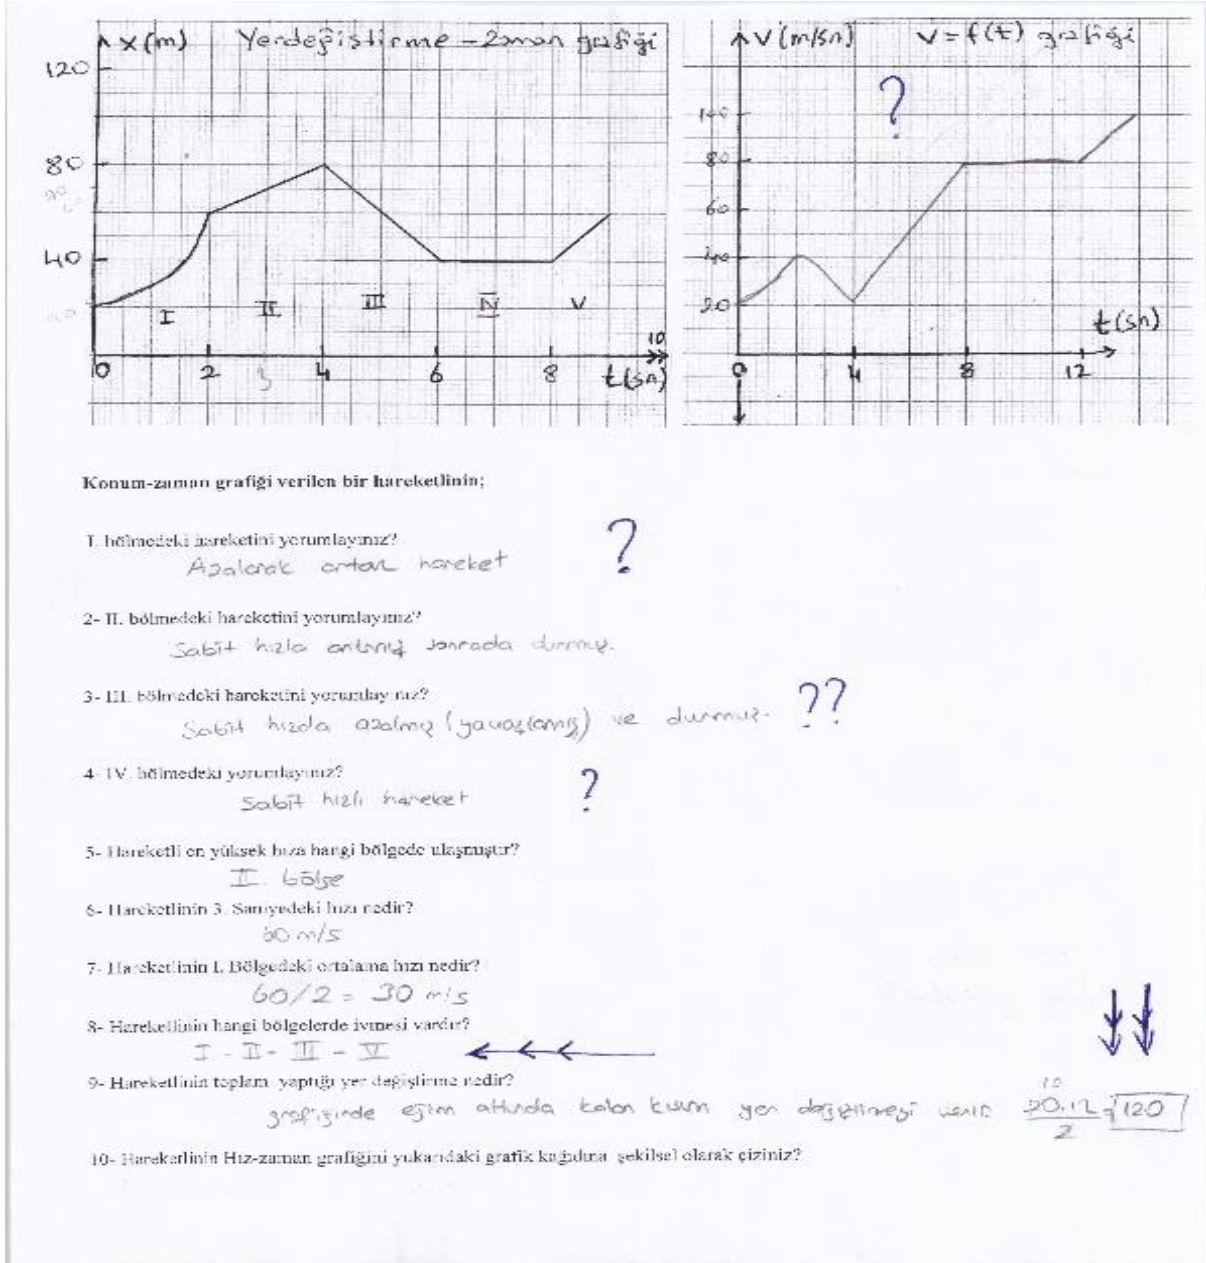 x(m) Yerdeğiştirme - Zaman grafiği
120
80
40
I II III IV V
10
0 2 3 4 6 8 t(sn)
V (m/sn) V = f(t) grafiği
?
100
80
60
40
20
t(sn)
0 4 8 12
Konum-zaman grafiği verilen bir hareketlinin;
I. bölmedeki hareketini yorumlayınız?
Azalarak artan hareket ?
2- II. bölmedeki hareketini yorumlayınız?
Sabit hızla artmış sonrada durmuş.
3- III. bölmedeki hareketini yorumlayınız?
Sabit hızda azalmış (yavaşlamış) ve durmuş. ??
4- IV. bölmedeki yorumlayınız?
Sabit hızlı hareket ?
5- Hareketli en yüksek hıza hangi bölgede ulaşmıştır?
II. bölge
6- Hareketlinin 3. Saniyedeki hızı nedir?
60 m/s
7- Hareketlinin I. Bölgedeki ortalama hızı nedir?
60/2 = 30 m/s
8- Hareketlinin hangi bölgelerde ivmesi vardır?
I - II - III - V
9- Hareketlinin toplam yaptığı yer değiştirme nedir?
grafiğinde eğim altında kalan kısım yer değiştirmeyi verir. 20.12/2 = 120
10
10- Hareketlinin Hız-zaman grafiğini yukarıdaki grafik kağıdına şekilsel olarak çiziniz?